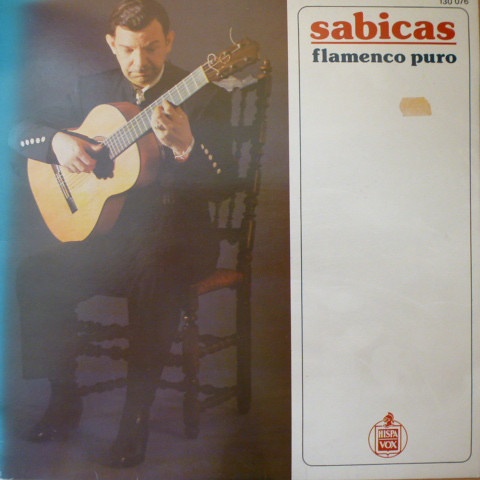 130 076
sabicas
flamenco puro
HISPA
VOX